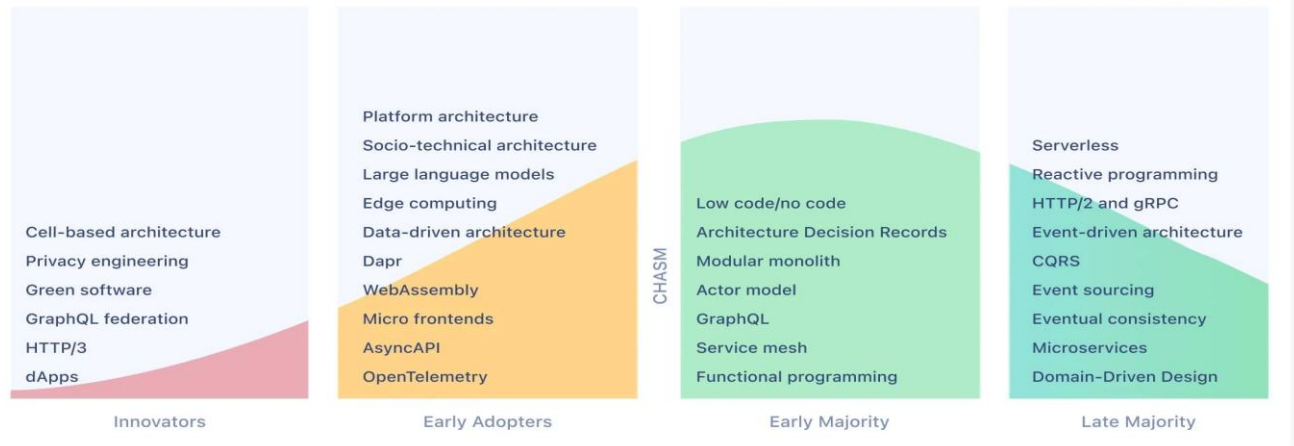 Cell-based architecture
Privacy engineering
Green software
GraphQL federation
HTTP/3
dApps
Innovators
Platform architecture
Socio-technical architecture
Large language models
Edge computing
Data-driven architecture
Dapr
WebAssembly
Micro frontends
AsyncAPI
OpenTelemetry
Early Adopters
CHASM
Low code/no code
Architecture Decision Records
Modular monolith
Actor model
GraphQL
Service mesh
Functional programming
Early Majority
Serverless
Reactive programming
HTTP/2 and gRPC
Event-driven architecture
CQRS
Event sourcing
Eventual consistency
Microservices
Domain-Driven Design
Late Majority